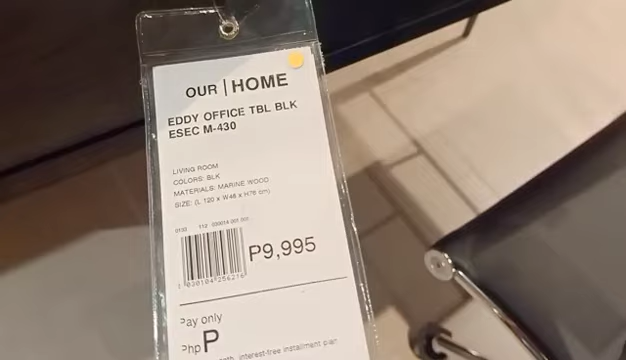 OUR | HOME
EDDY OFFICE TBL BLK
ESEC M-430
LIVING ROOM
COLORS: BLK
MATERIALS: MARINE WOOD
SIZE: (L 120 x W48 x H76 cm)
P9,995
Pay only
Php P
interest-free installment plan